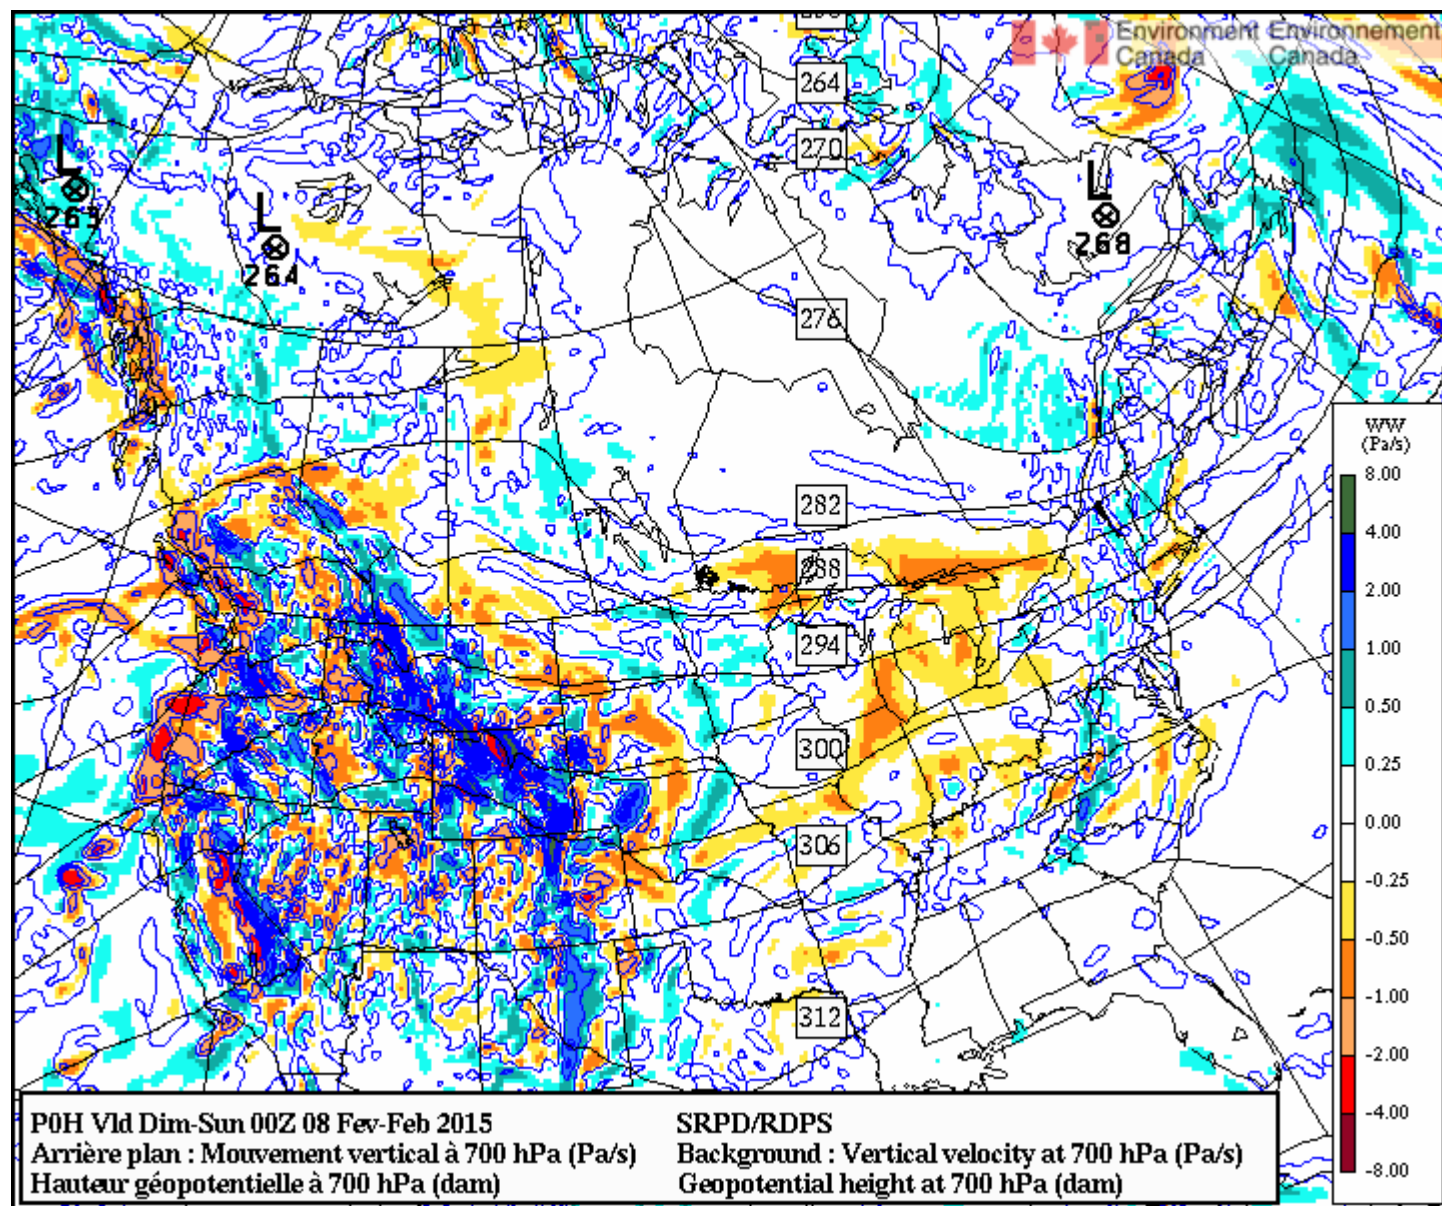 Environment Environnement
Canada Canada
264
270
L
263
L
264
L
268
276
282
288
294
300
306
312
WW
(Pa/s)
8.00
4.00
2.00
1.00
0.50
0.25
0.00
-0.25
-0.50
-1.00
-2.00
-4.00
-8.00
P0H Vld Dim-Sun 00Z 08 Fev-Feb 2015 SRPD/RDPS
Arrière plan : Mouvement vertical à 700 hPa (Pa/s) Background : Vertical velocity at 700 hPa (Pa/s)
Hauteur géopotentielle à 700 hPa (dam) Geopotential height at 700 hPa (dam)